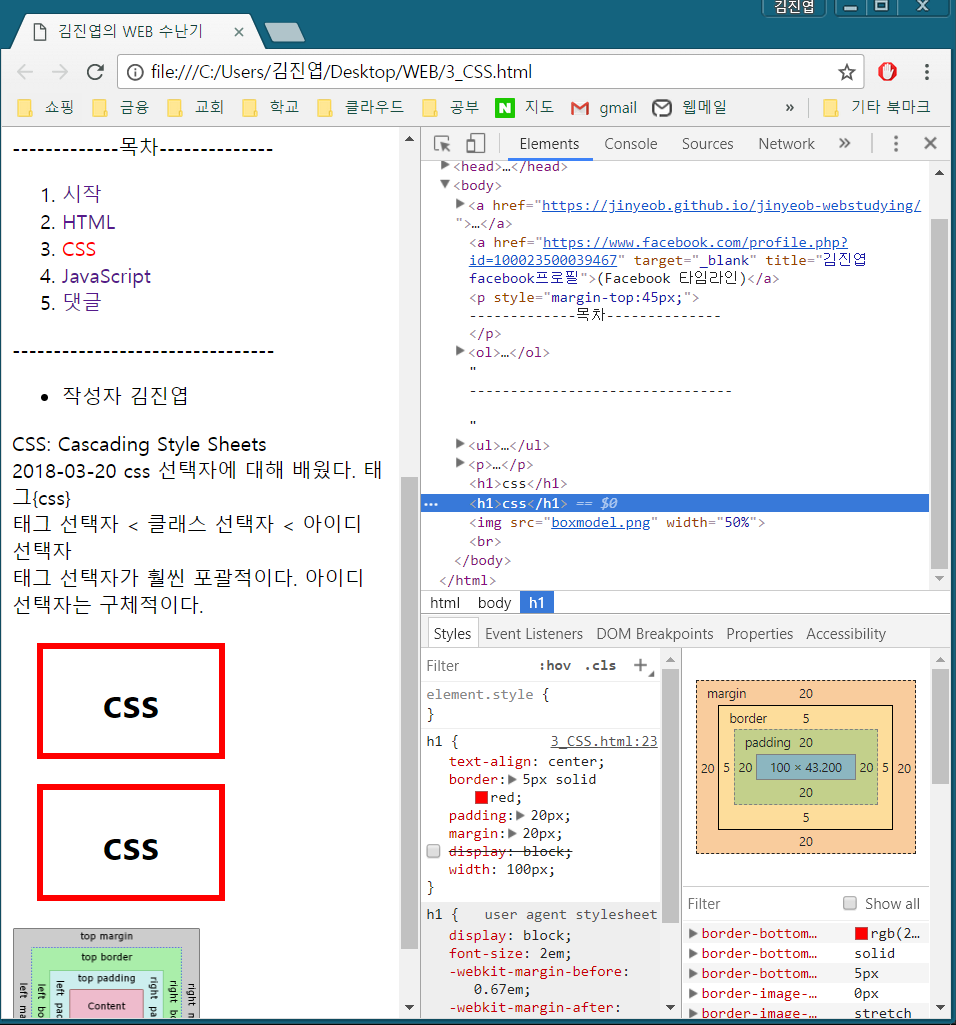 김진엽
김진엽의 WEB 수난기
file:///C:/Users/김진엽/Desktop/WEB/3_CSS.html
쇼핑 금융 교회 학교 클라우드 공부 N 지도 gmail 웹메일 » 기타 북마크
-------------목차--------------
1. 시작
2. HTML
3. CSS
4. JavaScript
5. 댓글
--------------------------------
• 작성자 김진엽
CSS: Cascading Style Sheets
2018-03-20 css 선택자에 대해 배웠다. 태
그{css}
태그 선택자 < 클래스 선택자 < 아이디
선택자
태그 선택자가 훨씬 포괄적이다. 아이디
선택자는 구체적이다.
css
css
top margin
top border
top padding
Content
Elements Console Sources Network »
<head>…</head>
<body>
<a href="https://jinyeob.github.io/jinyeob-webstudying/
">…</a>
<a href="https://www.facebook.com/profile.php?
id=100023500039467" target="_blank" title="김진엽
facebook프로필">(Facebook 타임라인)</a>
<p style="margin-top:45px;">
-------------목차-------------
</p>
<ol>…</ol>
"
------------------------------
"
<ul>…</ul>
<p>…</p>
<h1>css</h1>
… <h1>css</h1> == $0
<img src="boxmodel.png" width="50%">
<br>
</body>
</html>
html body h1
Styles Event Listeners DOM Breakpoints Properties Accessibility
Filter :hov .cls +
element.style {
}
h1 { 3_CSS.html:23
text-align: center;
border: 5px solid
red;
padding: 20px;
margin: 20px;
display: block;
width: 100px;
}
h1 { user agent stylesheet
display: block;
font-size: 2em;
-webkit-margin-before:
0.67em;
-webkit-margin-after:
margin 20
border 5
padding 20
20 5 20 100 × 43.200 20 5 20
20
5
20
Filter Show all
border-bottom… rgb(2…
border-bottom… solid
border-bottom… 5px
border-image-… 0px
border-image-… stretch